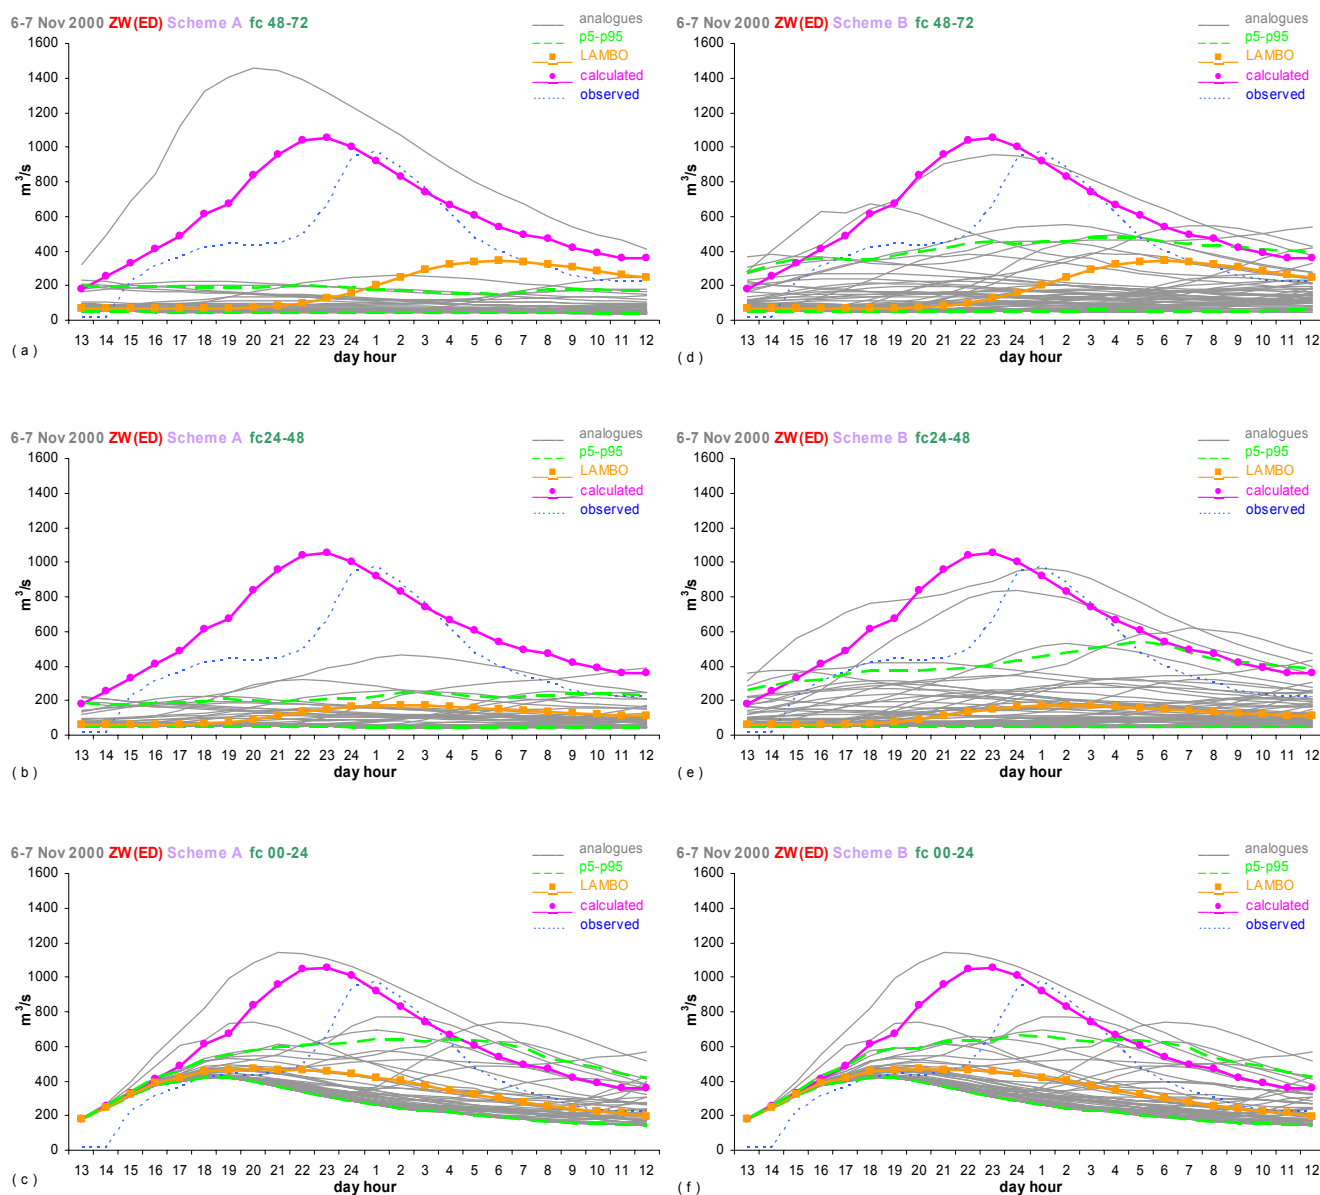 6-7 Nov 2000 ZW(ED) Scheme A fc 48-72
analogues
p5-p95
LAMBO
calculated
observed
1600
1400
1200
1000
800
600
400
200
0
m³/s
13 14 15 16 17 18 19 20 21 22 23 24 1 2 3 4 5 6 7 8 9 10 11 12
day hour
( a )
6-7 Nov 2000 ZW(ED) Scheme B fc 48-72
analogues
p5-p95
LAMBO
calculated
observed
1600
1400
1200
1000
800
600
400
200
0
m³/s
13 14 15 16 17 18 19 20 21 22 23 24 1 2 3 4 5 6 7 8 9 10 11 12
day hour
( d )
6-7 Nov 2000 ZW(ED) Scheme A fc24-48
analogues
p5-p95
LAMBO
calculated
observed
1600
1400
1200
1000
800
600
400
200
0
m³/s
13 14 15 16 17 18 19 20 21 22 23 24 1 2 3 4 5 6 7 8 9 10 11 12
day hour
( b )
6-7 Nov 2000 ZW(ED) Scheme B fc24-48
analogues
p5-p95
LAMBO
calculated
observed
1600
1400
1200
1000
800
600
400
200
0
m³/s
13 14 15 16 17 18 19 20 21 22 23 24 1 2 3 4 5 6 7 8 9 10 11 12
day hour
( e )
6-7 Nov 2000 ZW(ED) Scheme A fc 00-24
analogues
p5-p95
LAMBO
calculated
observed
1600
1400
1200
1000
800
600
400
200
0
m³/s
13 14 15 16 17 18 19 20 21 22 23 24 1 2 3 4 5 6 7 8 9 10 11 12
day hour
( c )
6-7 Nov 2000 ZW(ED) Scheme B fc 00-24
analogues
p5-p95
LAMBO
calculated
observed
1600
1400
1200
1000
800
600
400
200
0
m³/s
13 14 15 16 17 18 19 20 21 22 23 24 1 2 3 4 5 6 7 8 9 10 11 12
day hour
( f )